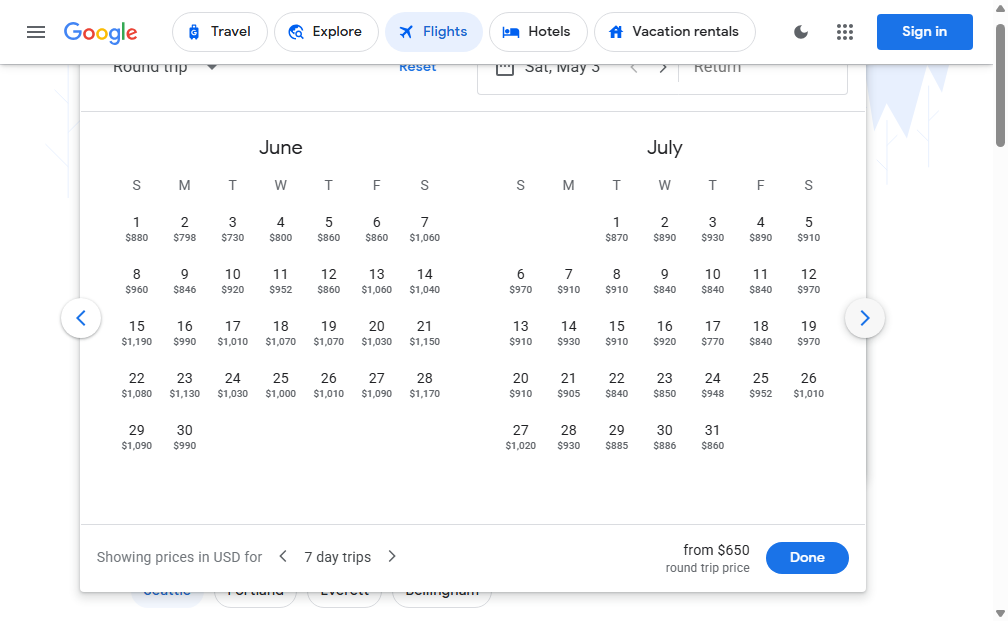 Google Travel Explore Flights Hotels Vacation rentals Sign in
Round trip Reset Sat, May 3 Return
June July
S M T W T F S S M T W T F S
1 2 3 4 5 6 7 1 2 3 4 5
$880 $798 $730 $800 $860 $860 $1,060 $870 $890 $930 $890 $910
8 9 10 11 12 13 14 6 7 8 9 10 11 12
$960 $846 $920 $952 $860 $1,060 $1,040 $970 $910 $910 $840 $840 $840 $970
15 16 17 18 19 20 21 13 14 15 16 17 18 19
$1,190 $990 $1,010 $1,070 $1,070 $1,030 $1,150 $910 $930 $910 $920 $770 $840 $970
22 23 24 25 26 27 28 20 21 22 23 24 25 26
$1,080 $1,130 $1,030 $1,000 $1,010 $1,090 $1,170 $910 $905 $840 $850 $948 $952 $1,010
29 30 27 28 29 30 31
$1,090 $990 $1,020 $930 $885 $886 $860
Showing prices in USD for 7 day trips from $650 Done
round trip price
Seattle Portland Everett Bellingham